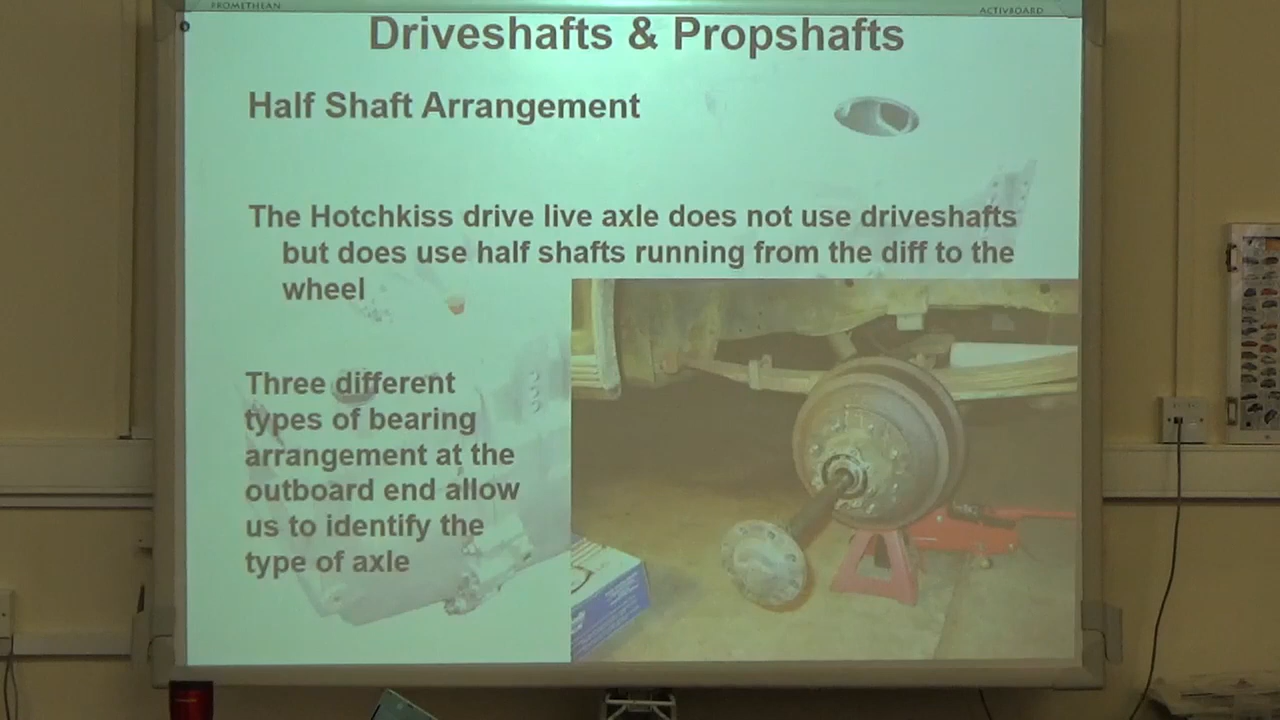 PROMETHEAN
ACTIVBOARD
Driveshafts & Propshafts
Half Shaft Arrangement
The Hotchkiss drive live axle does not use driveshafts
but does use half shafts running from the diff to the
wheel
Three different
types of bearing
arrangement at the
outboard end allow
us to identify the
type of axle